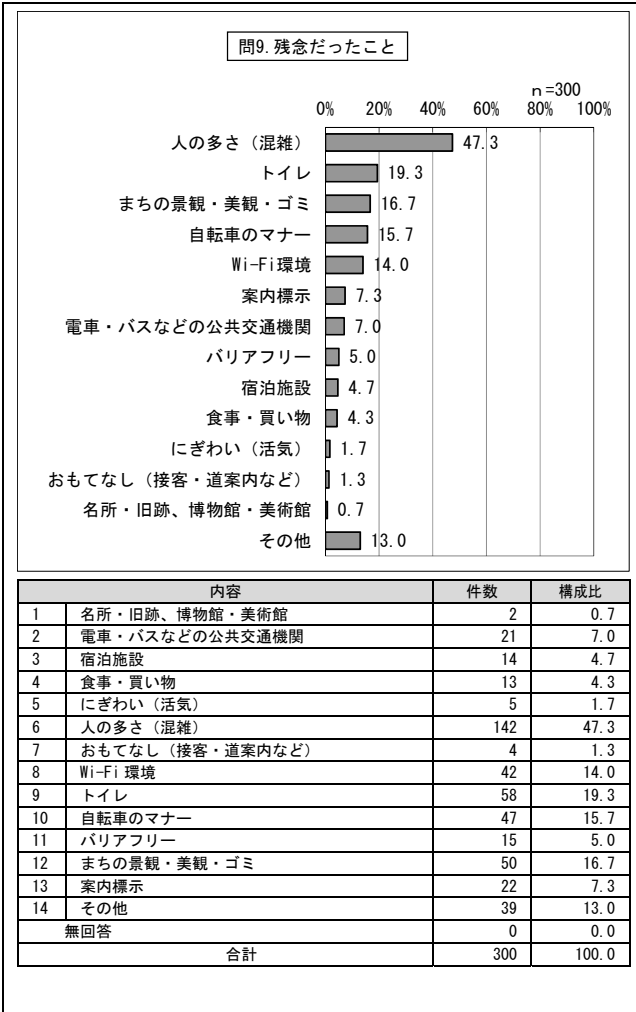 問9.残念だったこと
n=300
0% 20% 40% 60% 80% 100%
人の多さ（混雑） 47.3
トイレ 19.3
まちの景観・美観・ゴミ 16.7
自転車のマナー 15.7
Wi-Fi環境 14.0
案内標示 7.3
電車・バスなどの公共交通機関 7.0
バリアフリー 5.0
宿泊施設 4.7
食事・買い物 4.3
にぎわい（活気） 1.7
おもてなし（接客・道案内など） 1.3
名所・旧跡、博物館・美術館 0.7
その他 13.0
内容 件数 構成比
1 名所・旧跡、博物館・美術館 2 0.7
2 電車・バスなどの公共交通機関 21 7.0
3 宿泊施設 14 4.7
4 食事・買い物 13 4.3
5 にぎわい（活気） 5 1.7
6 人の多さ（混雑） 142 47.3
7 おもてなし（接客・道案内など） 4 1.3
8 Wi-Fi 環境 42 14.0
9 トイレ 58 19.3
10 自転車のマナー 47 15.7
11 バリアフリー 15 5.0
12 まちの景観・美観・ゴミ 50 16.7
13 案内標示 22 7.3
14 その他 39 13.0
無回答 0 0.0
合計 300 100.0